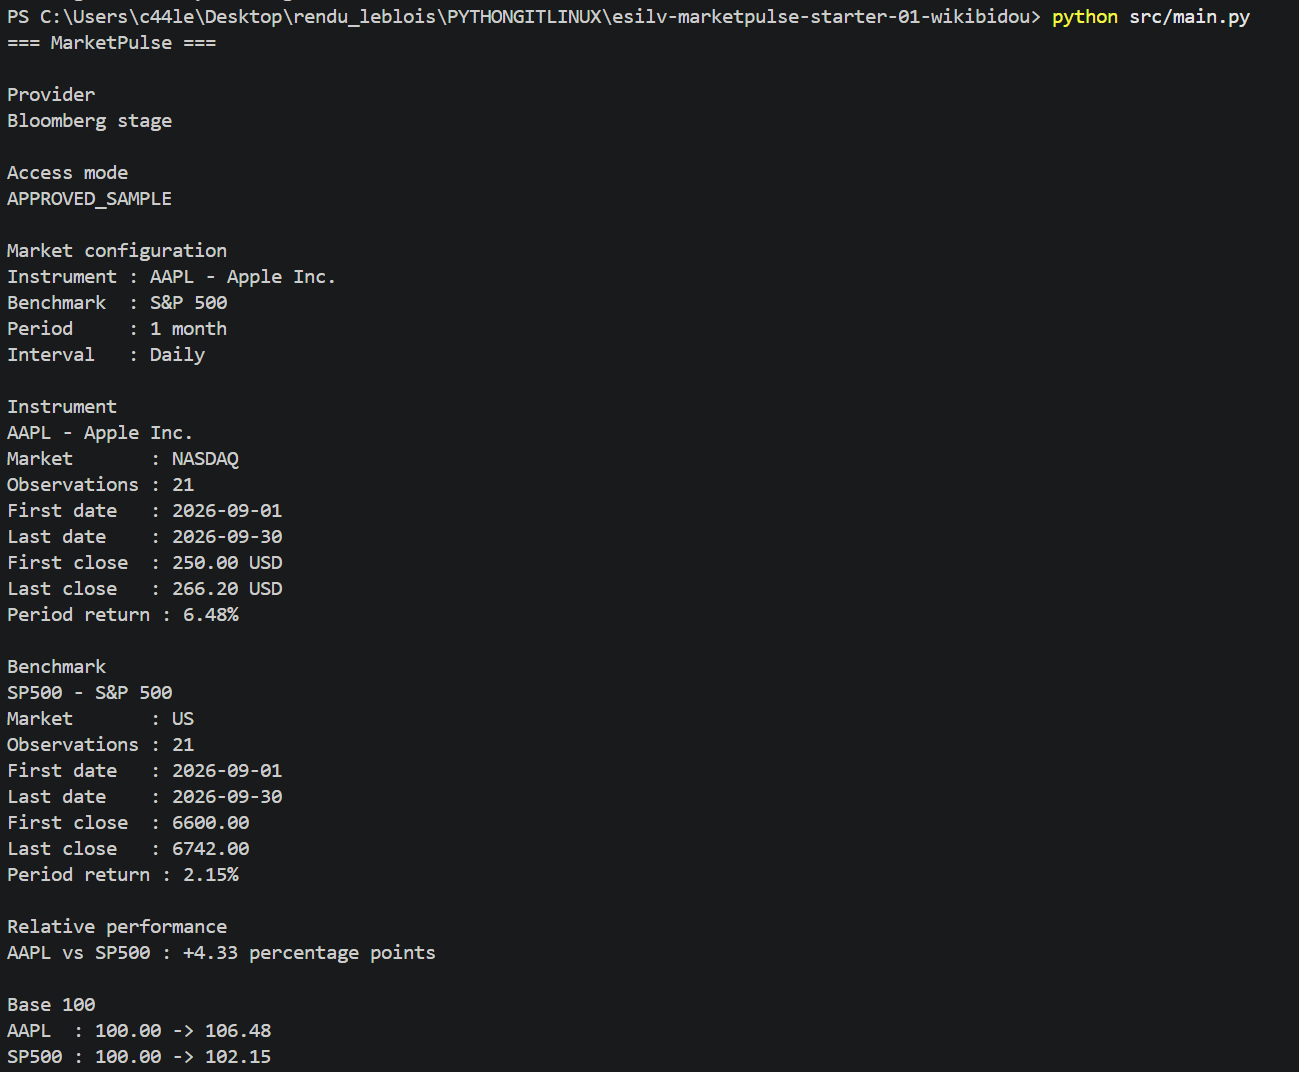 PS C:\Users\c44le\Desktop\rendu_leblois\PYTHONGITLINUX\esilv-marketpulse-starter-01-wikibidou> python src/main.py
=== MarketPulse ===
Provider
Bloomberg stage
Access mode
APPROVED_SAMPLE
Market configuration
Instrument : AAPL - Apple Inc.
Benchmark  : S&P 500
Period     : 1 month
Interval   : Daily
Instrument
AAPL - Apple Inc.
Market       : NASDAQ
Observations : 21
First date   : 2026-09-01
Last date    : 2026-09-30
First close  : 250.00 USD
Last close   : 266.20 USD
Period return : 6.48%
Benchmark
SP500 - S&P 500
Market       : US
Observations : 21
First date   : 2026-09-01
Last date    : 2026-09-30
First close  : 6600.00
Last close   : 6742.00
Period return : 2.15%
Relative performance
AAPL vs SP500 : +4.33 percentage points
Base 100
AAPL  : 100.00 -> 106.48
SP500 : 100.00 -> 102.15